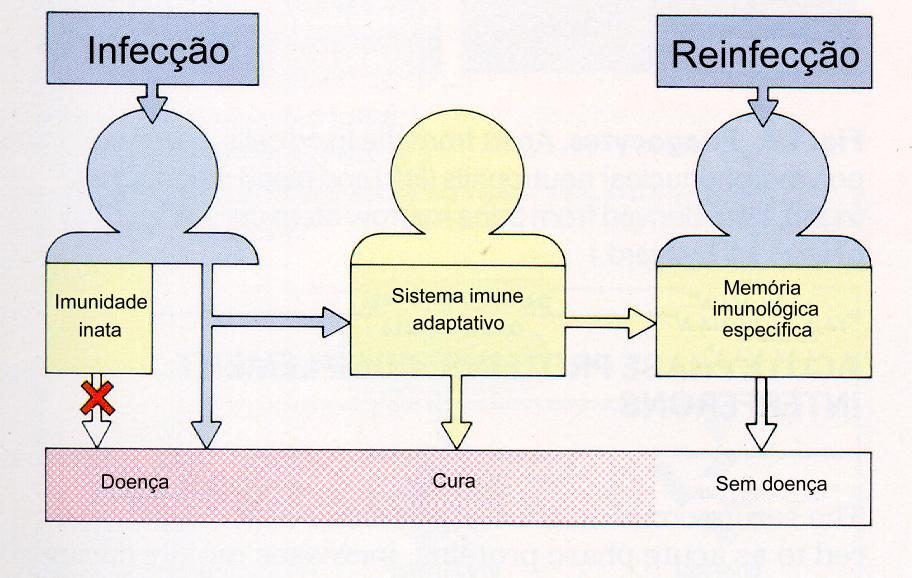 Infecção
Reinfecção
Imunidade
inata
Sistema imune
adaptativo
Memória
imunológica
específica
Doença
Cura
Sem doença